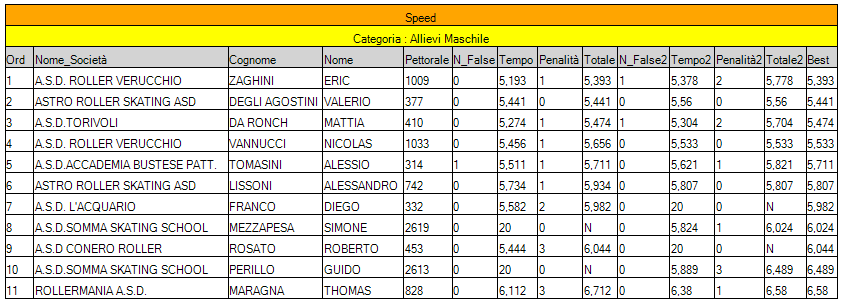 Speed
Categoria : Allievi Maschile
Ord Nome_Società Cognome Nome Pettorale N_False Tempo Penalità Totale N_False2 Tempo2 Penalità2 Totale2 Best
1 A.S.D. ROLLER VERUCCHIO ZAGHINI ERIC 1009 0 5,193 1 5,393 1 5,378 2 5,778 5,393
2 ASTRO ROLLER SKATING ASD DEGLI AGOSTINI VALERIO 377 0 5,441 0 5,441 0 5,56 0 5,56 5,441
3 A.S.D.TORIVOLI DA RONCH MATTIA 410 0 5,274 1 5,474 1 5,304 2 5,704 5,474
4 A.S.D. ROLLER VERUCCHIO VANNUCCI NICOLAS 1033 0 5,456 1 5,656 0 5,533 0 5,533 5,533
5 A.S.D.ACCADEMIA BUSTESE PATT. TOMASINI ALESSIO 314 1 5,511 1 5,711 0 5,621 1 5,821 5,711
6 ASTRO ROLLER SKATING ASD LISSONI ALESSANDRO 742 0 5,734 1 5,934 0 5,807 0 5,807 5,807
7 A.S.D. L'ACQUARIO FRANCO DIEGO 332 0 5,582 2 5,982 0 20 0 N 5,982
8 A.S.D.SOMMA SKATING SCHOOL MEZZAPESA SIMONE 2619 0 20 0 N 0 5,824 1 6,024 6,024
9 A.S.D CONERO ROLLER ROSATO ROBERTO 453 0 5,444 3 6,044 0 20 0 N 6,044
10 A.S.D.SOMMA SKATING SCHOOL PERILLO GUIDO 2613 0 20 0 N 0 5,889 3 6,489 6,489
11 ROLLERMANIA A.S.D. MARAGNA THOMAS 828 0 6,112 3 6,712 0 6,38 1 6,58 6,58